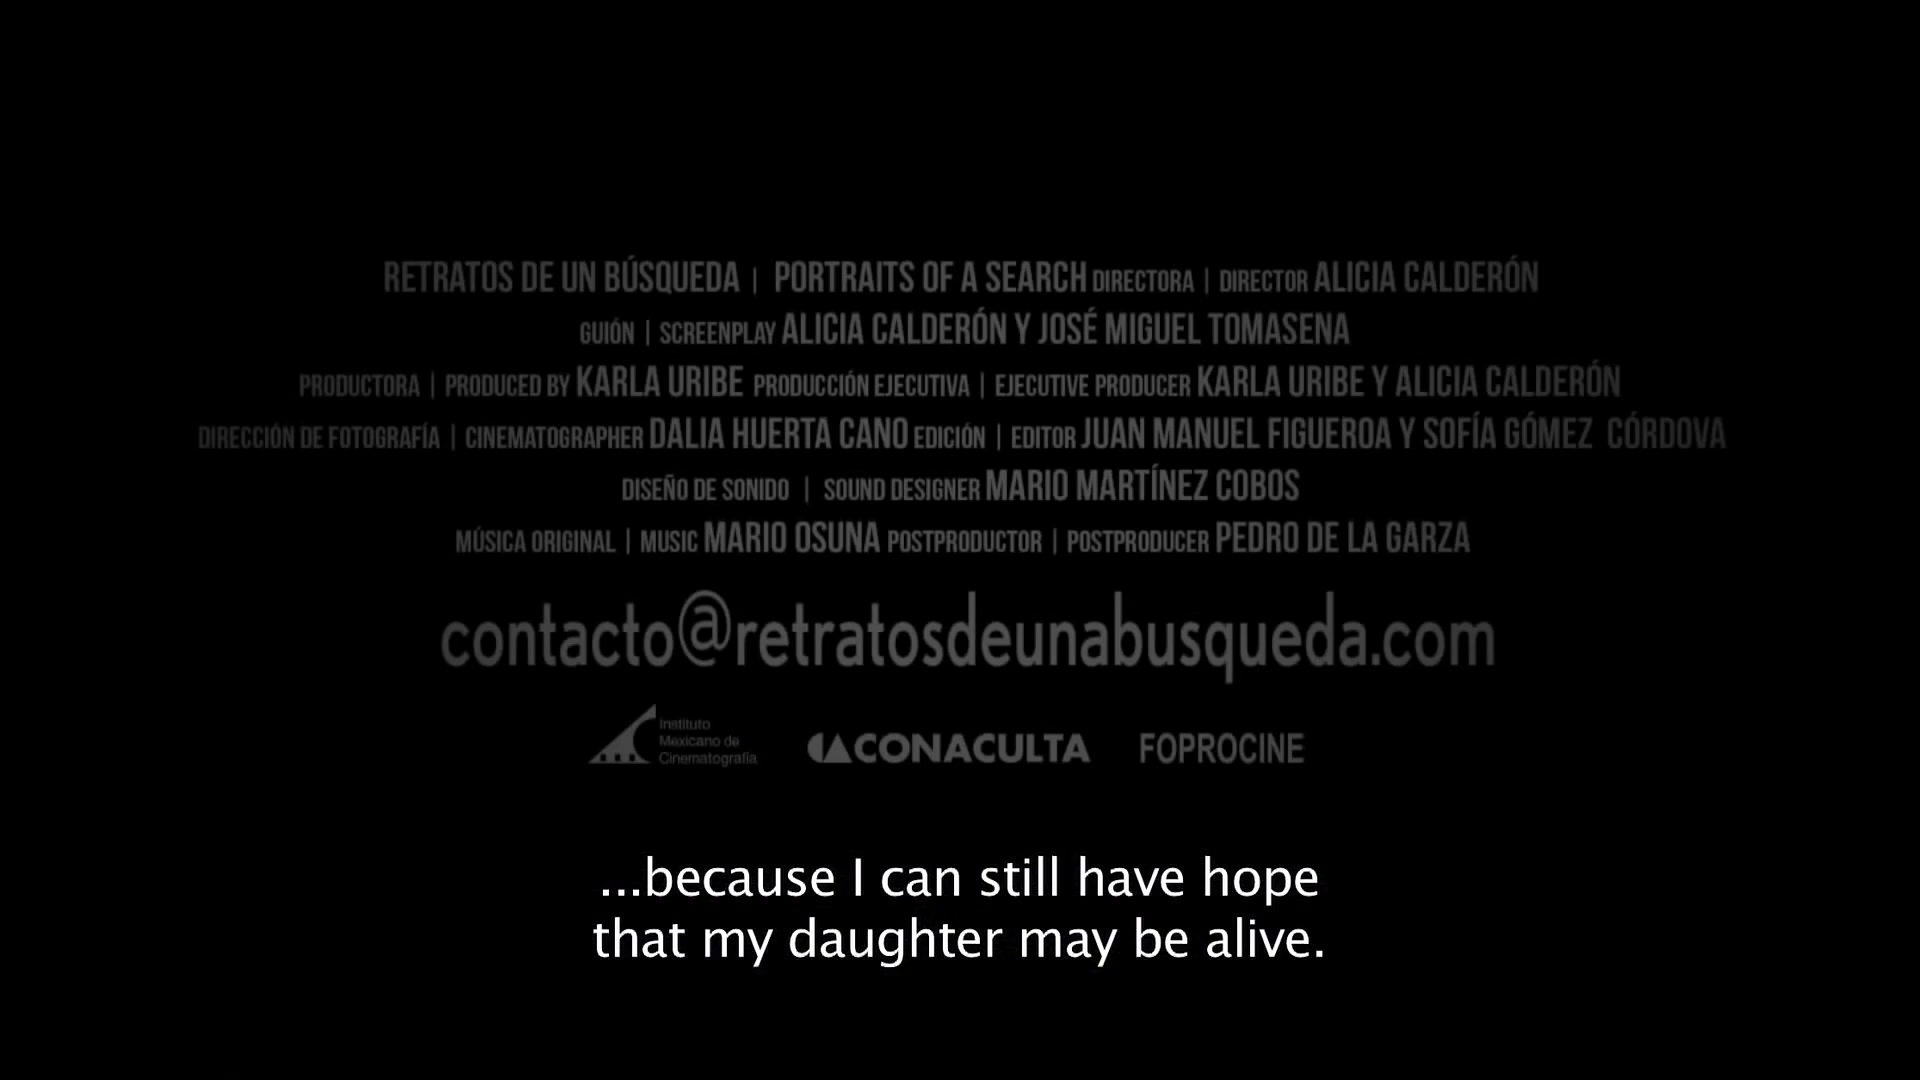 RETRATOS DE UN BÚSQUEDA | PORTRAITS OF A SEARCH DIRECTORA | DIRECTOR ALICIA CALDERÓN
GUIÓN | SCREENPLAY ALICIA CALDERÓN Y JOSÉ MIGUEL TOMASENA
PRODUCTORA | PRODUCED BY KARLA URIBE PRODUCCIÓN EJECUTIVA | EJECUTIVE PRODUCER KARLA URIBE Y ALICIA CALDERÓN
DIRECCIÓN DE FOTOGRAFÍA | CINEMATOGRAPHER DALIA HUERTA CANO EDICIÓN | EDITOR JUAN MANUEL FIGUEROA Y SOFÍA GÓMEZ CÓRDOVA
DISEÑO DE SONIDO | SOUND DESIGNER MARIO MARTÍNEZ COBOS
MÚSICA ORIGINAL | MUSIC MARIO OSUNA POSTPRODUCTOR | POSTPRODUCER PEDRO DE LA GARZA
contacto@retratosdeunabusqueda.com
Instituto
Mexicano de
Cinematografía
CONACULTA
FOPROCINE
...because I can still have hope
that my daughter may be alive.